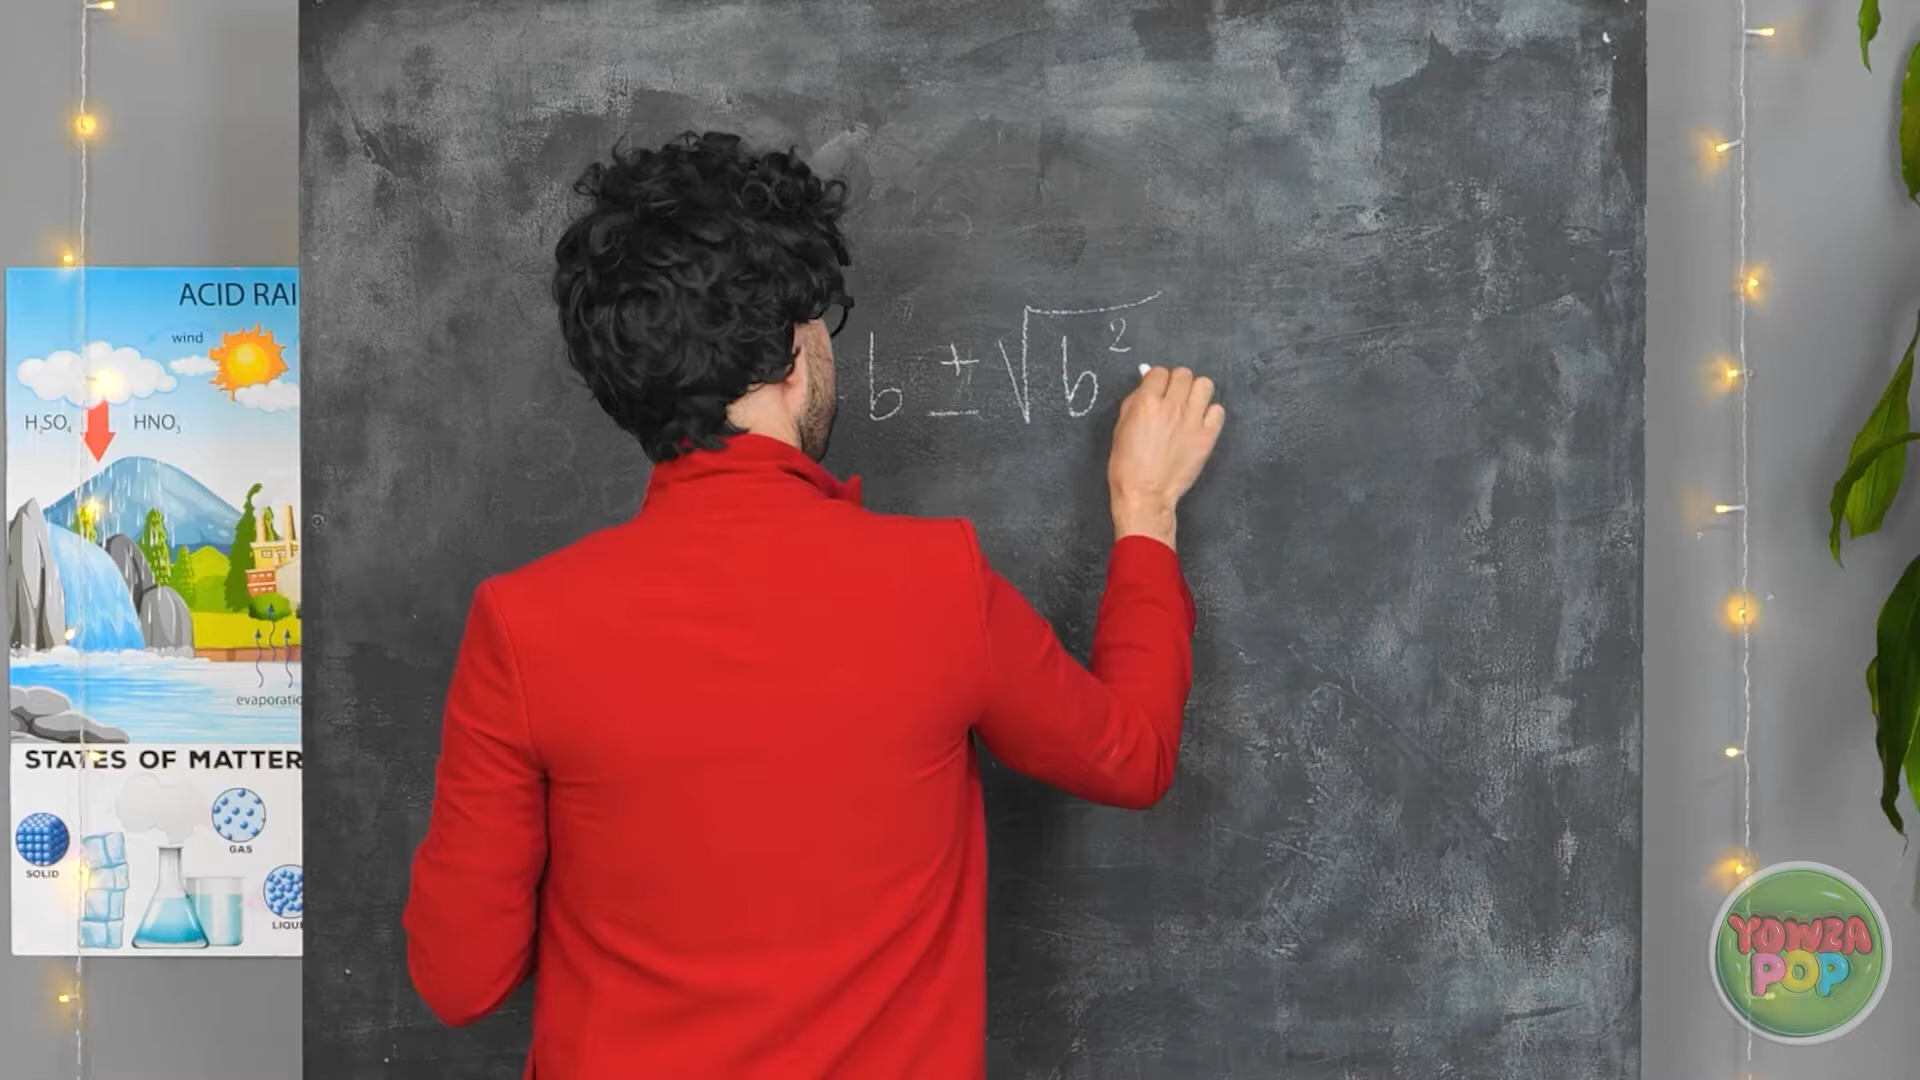 ACID RAI
wind
H₂SO₄
HNO₃
evaporatio
STATES OF MATTER
SOLID
GAS
LIQUI
b ± √b²
YOWZA
POP